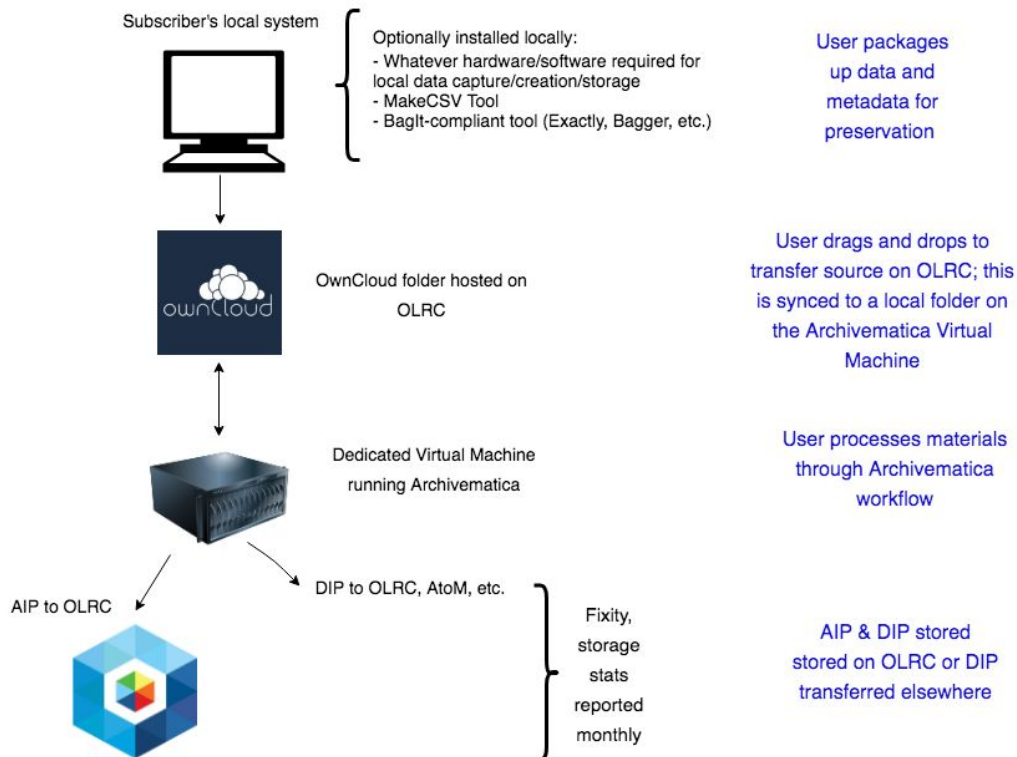 Subscriber's local system
Optionally installed locally:
- Whatever hardware/software required for
local data capture/creation/storage
- MakeCSV Tool
- BagIt-compliant tool (Exactly, Bagger, etc.)
User packages
up data and
metadata for
preservation
ownCloud
OwnCloud folder hosted on
OLRC
User drags and drops to
transfer source on OLRC; this
is synced to a local folder on
the Archivematica Virtual
Machine
Dedicated Virtual Machine
running Archivematica
User processes materials
through Archivematica
workflow
AIP to OLRC
DIP to OLRC, AtoM, etc.
Fixity,
storage
stats
reported
monthly
AIP & DIP stored
stored on OLRC or DIP
transferred elsewhere